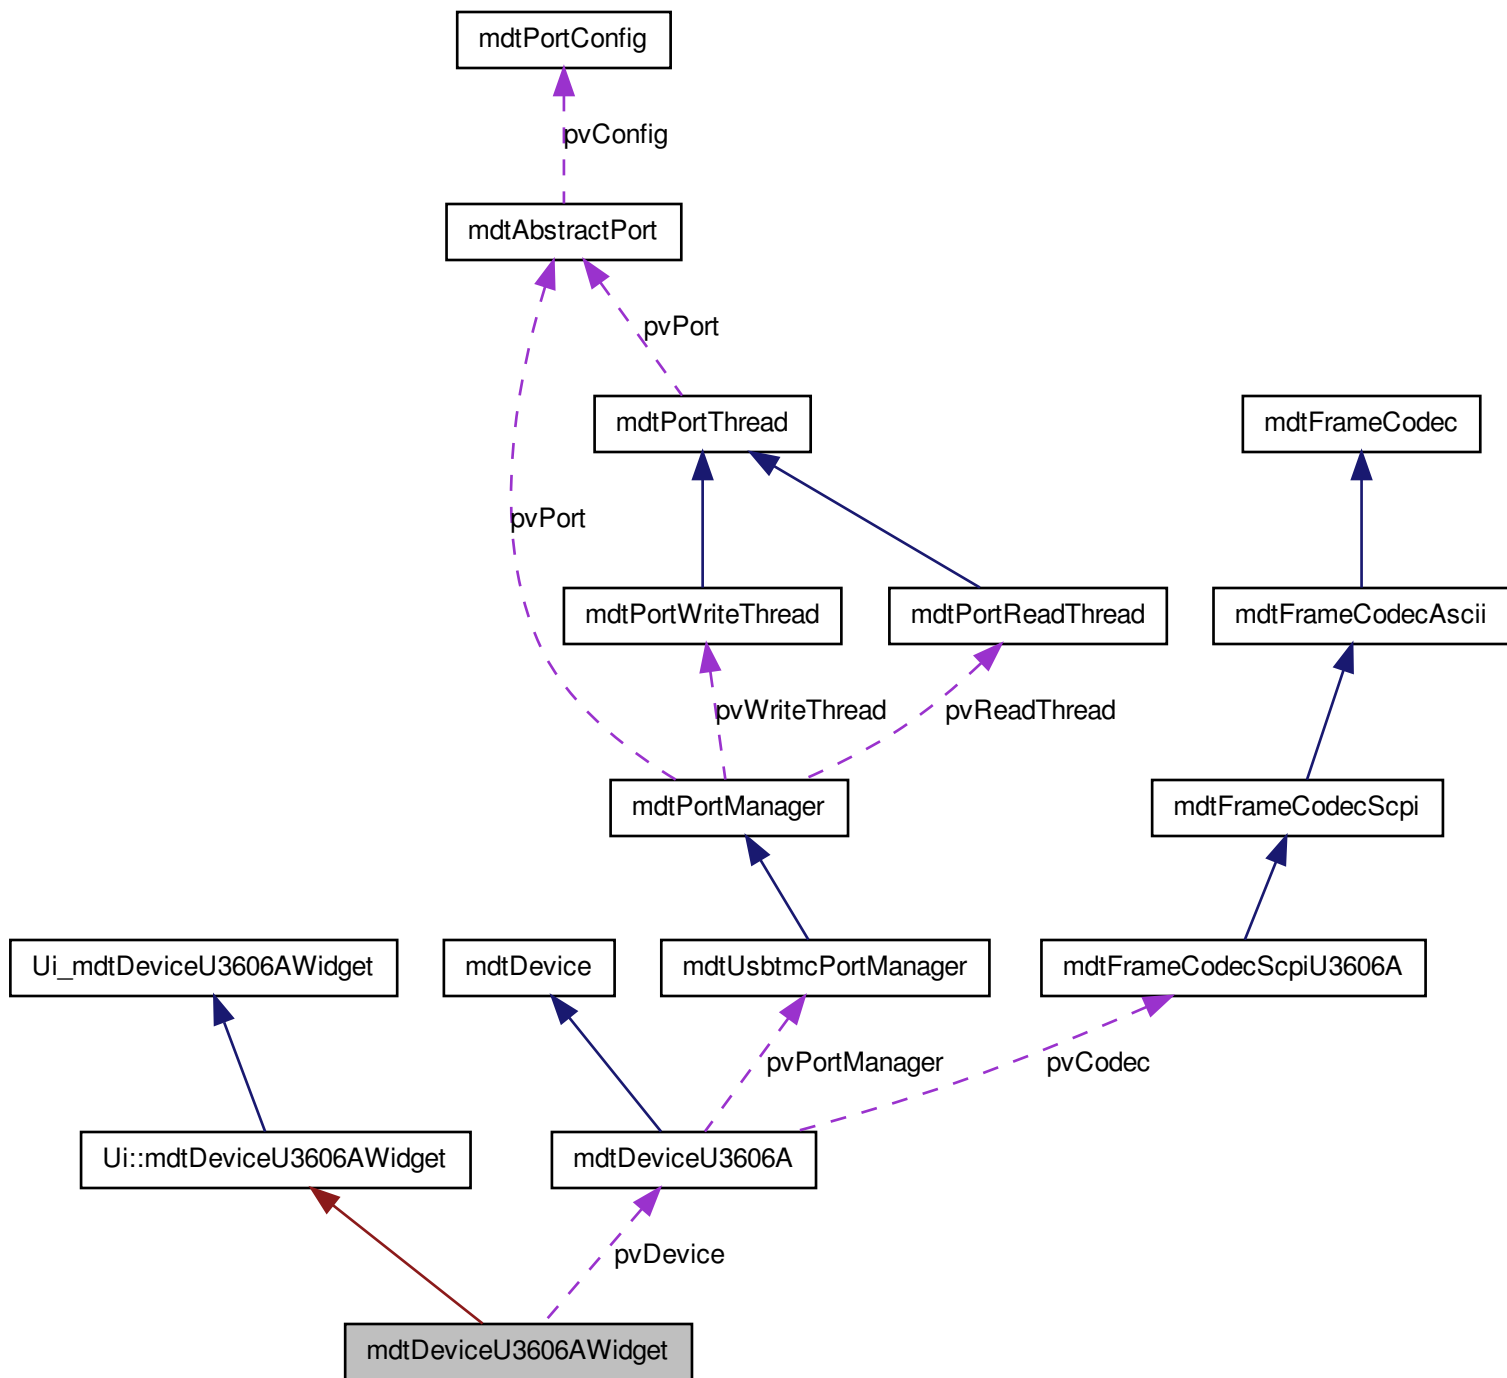 mdtPortConfig
pvConfig
mdtAbstractPort
pvPort
mdtPortThread
mdtFrameCodec
pvPort
mdtPortWriteThread
mdtPortReadThread
mdtFrameCodecAscii
pvWriteThread
pvReadThread
mdtPortManager
mdtFrameCodecScpi
Ui_mdtDeviceU3606AWidget
mdtDevice
mdtUsbtmcPortManager
mdtFrameCodecScpiU3606A
pvPortManager
pvCodec
Ui::mdtDeviceU3606AWidget
mdtDeviceU3606A
pvDevice
mdtDeviceU3606AWidget